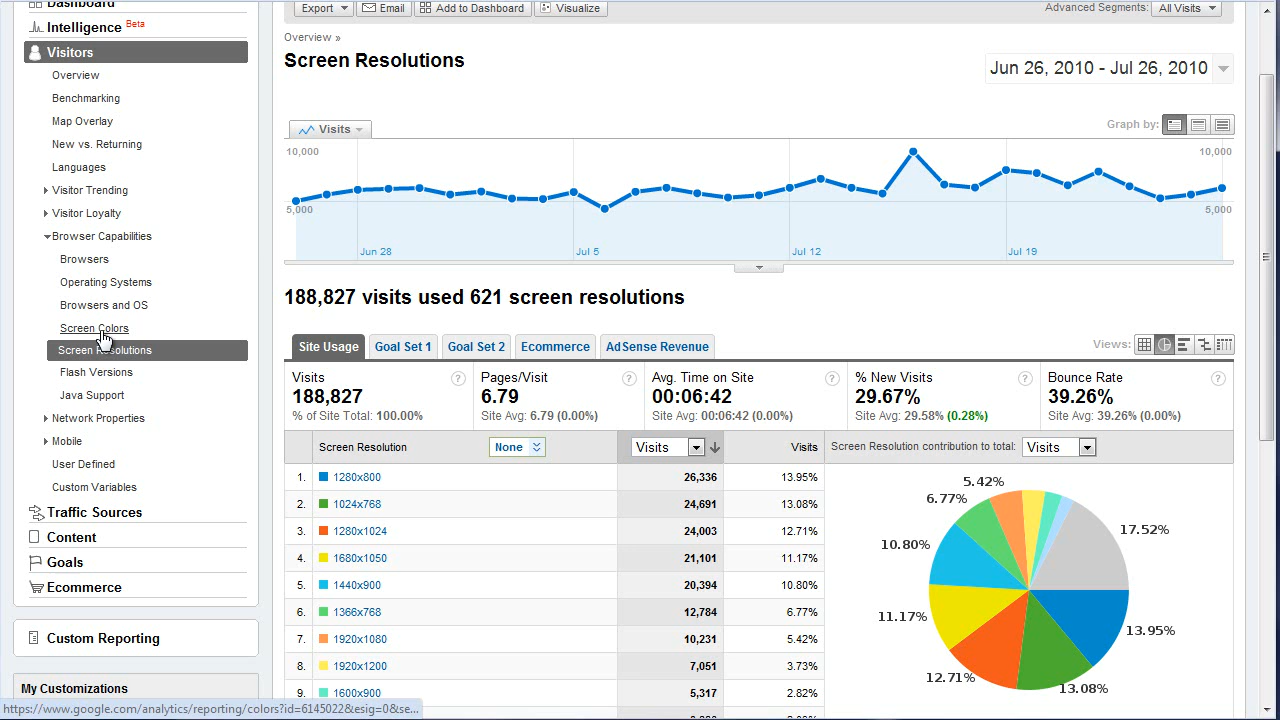 Dashboard
Intelligence Beta
Visitors
Overview
Benchmarking
Map Overlay
New vs. Returning
Languages
Visitor Trending
Visitor Loyalty
Browser Capabilities
Browsers
Operating Systems
Browsers and OS
Screen Colors
Screen Resolutions
Flash Versions
Java Support
Network Properties
Mobile
User Defined
Custom Variables
Traffic Sources
Content
Goals
Ecommerce
Custom Reporting
My Customizations
https://www.google.com/analytics/reporting/colors?id=6145022&esig=0&se...
Export Email Add to Dashboard Visualize Advanced Segments: All Visits
Overview »
Screen Resolutions
Jun 26, 2010 - Jul 26, 2010
Visits Graph by:
10,000 10,000
5,000 5,000
Jun 28 Jul 5 Jul 12 Jul 19
188,827 visits used 621 screen resolutions
Site Usage Goal Set 1 Goal Set 2 Ecommerce AdSense Revenue Views:
Visits ? Pages/Visit ? Avg. Time on Site ? % New Visits ? Bounce Rate ?
188,827 6.79 00:06:42 29.67% 39.26%
% of Site Total: 100.00% Site Avg: 6.79 (0.00%) Site Avg: 00:06:42 (0.00%) Site Avg: 29.58% (0.28%) Site Avg: 39.26% (0.00%)
Screen Resolution None Visits Visits Screen Resolution contribution to total: Visits
1. 1280x800 26,336 13.95%
2. 1024x768 24,691 13.08%
3. 1280x1024 24,003 12.71%
4. 1680x1050 21,101 11.17%
5. 1440x900 20,394 10.80%
6. 1366x768 12,784 6.77%
7. 1920x1080 10,231 5.42%
8. 1920x1200 7,051 3.73%
9. 1600x900 5,317 2.82%
5.42%
6.77%
17.52%
10.80%
11.17%
13.95%
12.71%
13.08%